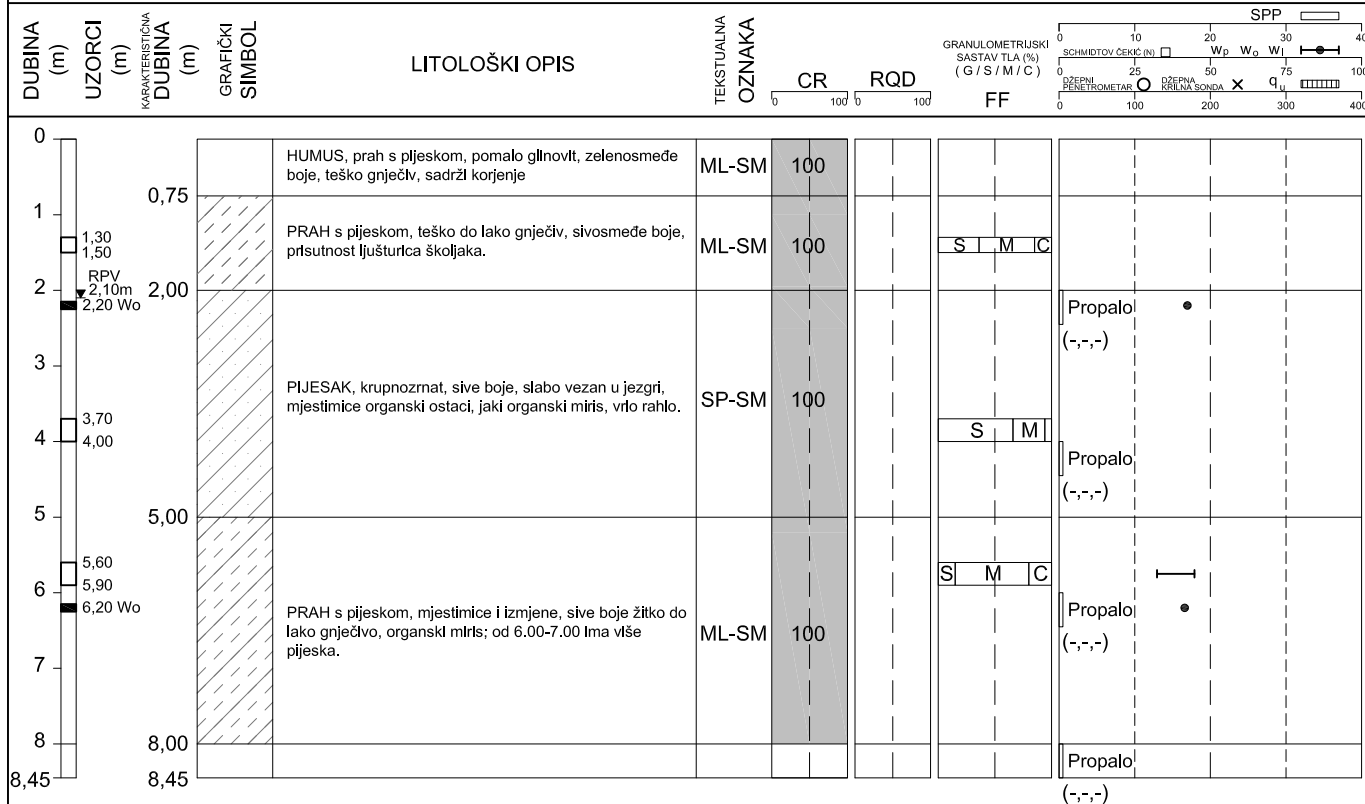 DUBINA (m)
UZORCI (m)
KARAKTERISTIČNA DUBINA (m)
GRAFIČKI SIMBOL
LITOLOŠKI OPIS
TEKSTUALNA OZNAKA
CR
0 100
RQD
0 100
GRANULOMETRIJSKI
SASTAV TLA (%)
( G / S / M / C )
FF
SPP
0 10 20 30 40
SCHMIDTOV ČEKIĆ (N) Wp Wo Wl
0 25 50 75 100
DŽEPNI PENETROMETAR DŽEPNA KRILNA SONDA qu
0 100 200 300 400
0
HUMUS, prah s pijeskom, pomalo glinovit, zelenosmeđe
boje, teško gnječiv, sadrži korjenje
ML-SM
100
0,75
1
1,30
1,50
PRAH s pijeskom, teško do lako gnječiv, sivosmeđe boje,
prisutnost ljušturica školjaka.
ML-SM
100
S M C
RPV
2,10m
2
2,20 Wo
2,00
Propalo
(-,-,-)
3
PIJESAK, krupnozrnat, sive boje, slabo vezan u jezgri,
mjestimice organski ostaci, jaki organski miris, vrlo rahlo.
SP-SM
100
3,70
4
4,00
S M
Propalo
(-,-,-)
5
5,00
5,60
5,90
S M C
6
6,20 Wo
PRAH s pijeskom, mjestimice i izmjene, sive boje žitko do
lako gnječivo, organski miris; od 6.00-7.00 ima više
pijeska.
ML-SM
100
Propalo
(-,-,-)
7
8
8,00
Propalo
(-,-,-)
8,45
8,45